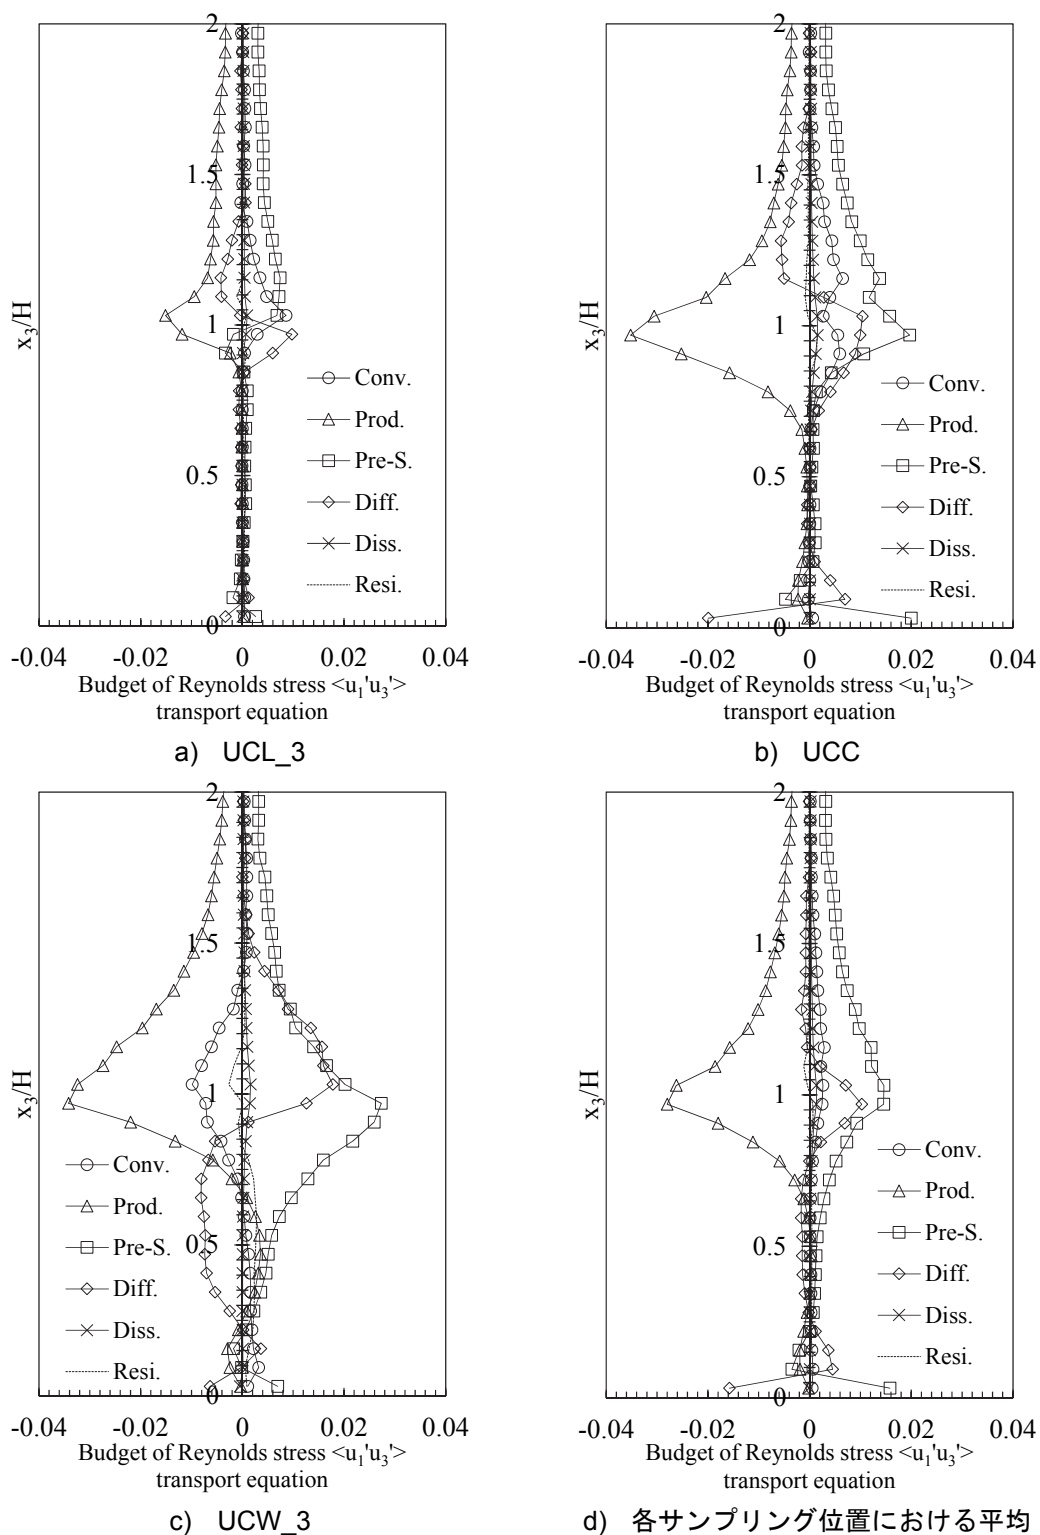 2
1.5
1
0.5
0
x3/H
Conv.
Prod.
Pre-S.
Diff.
Diss.
Resi.
-0.04 -0.02 0 0.02 0.04
Budget of Reynolds stress <u1'u3'>
transport equation
a) UCL_3
2
1.5
1
0.5
0
x3/H
Conv.
Prod.
Pre-S.
Diff.
Diss.
Resi.
-0.04 -0.02 0 0.02 0.04
Budget of Reynolds stress <u1'u3'>
transport equation
b) UCC
2
1.5
1
0.5
0
x3/H
Conv.
Prod.
Pre-S.
Diff.
Diss.
Resi.
-0.04 -0.02 0 0.02 0.04
Budget of Reynolds stress <u1'u3'>
transport equation
c) UCW_3
2
1.5
1
0.5
0
x3/H
Conv.
Prod.
Pre-S.
Diff.
Diss.
Resi.
-0.04 -0.02 0 0.02 0.04
Budget of Reynolds stress <u1'u3'>
transport equation
d) 各サンプリング位置における平均